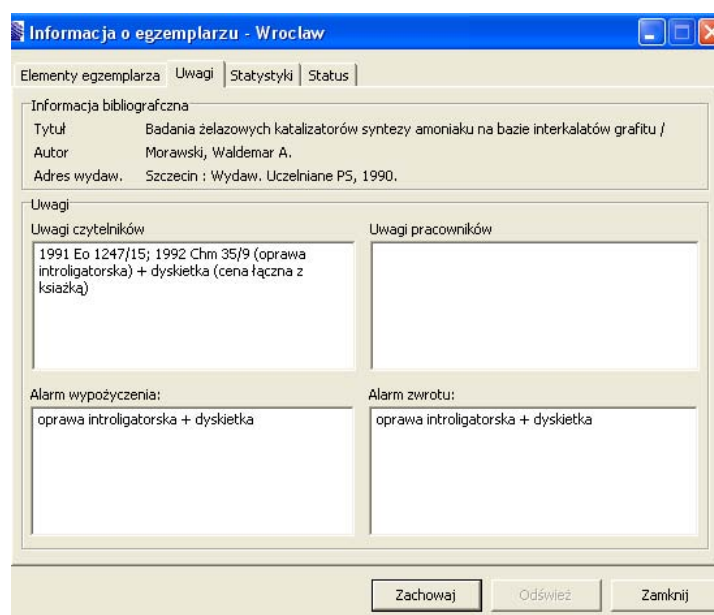 Informacja o egzemplarzu - Wroclaw
Elementy egzemplarza Uwagi Statystyki Status
Informacja bibliografczna
Tytuł Badania żelazowych katalizatorów syntezy amoniaku na bazie interkalatów grafitu /
Autor Morawski, Waldemar A.
Adres wydaw. Szczecin : Wydaw. Uczelniane PS, 1990.
Uwagi
Uwagi czytelników Uwagi pracowników
1991 Eo 1247/15; 1992 Chm 35/9 (oprawa
introligatorska) + dyskietka (cena łączna z
ksiażką)
Alarm wypożyczenia: Alarm zwrotu:
oprawa introligatorska + dyskietka oprawa introligatorska + dyskietka
Zachowaj Odśwież Zamknij